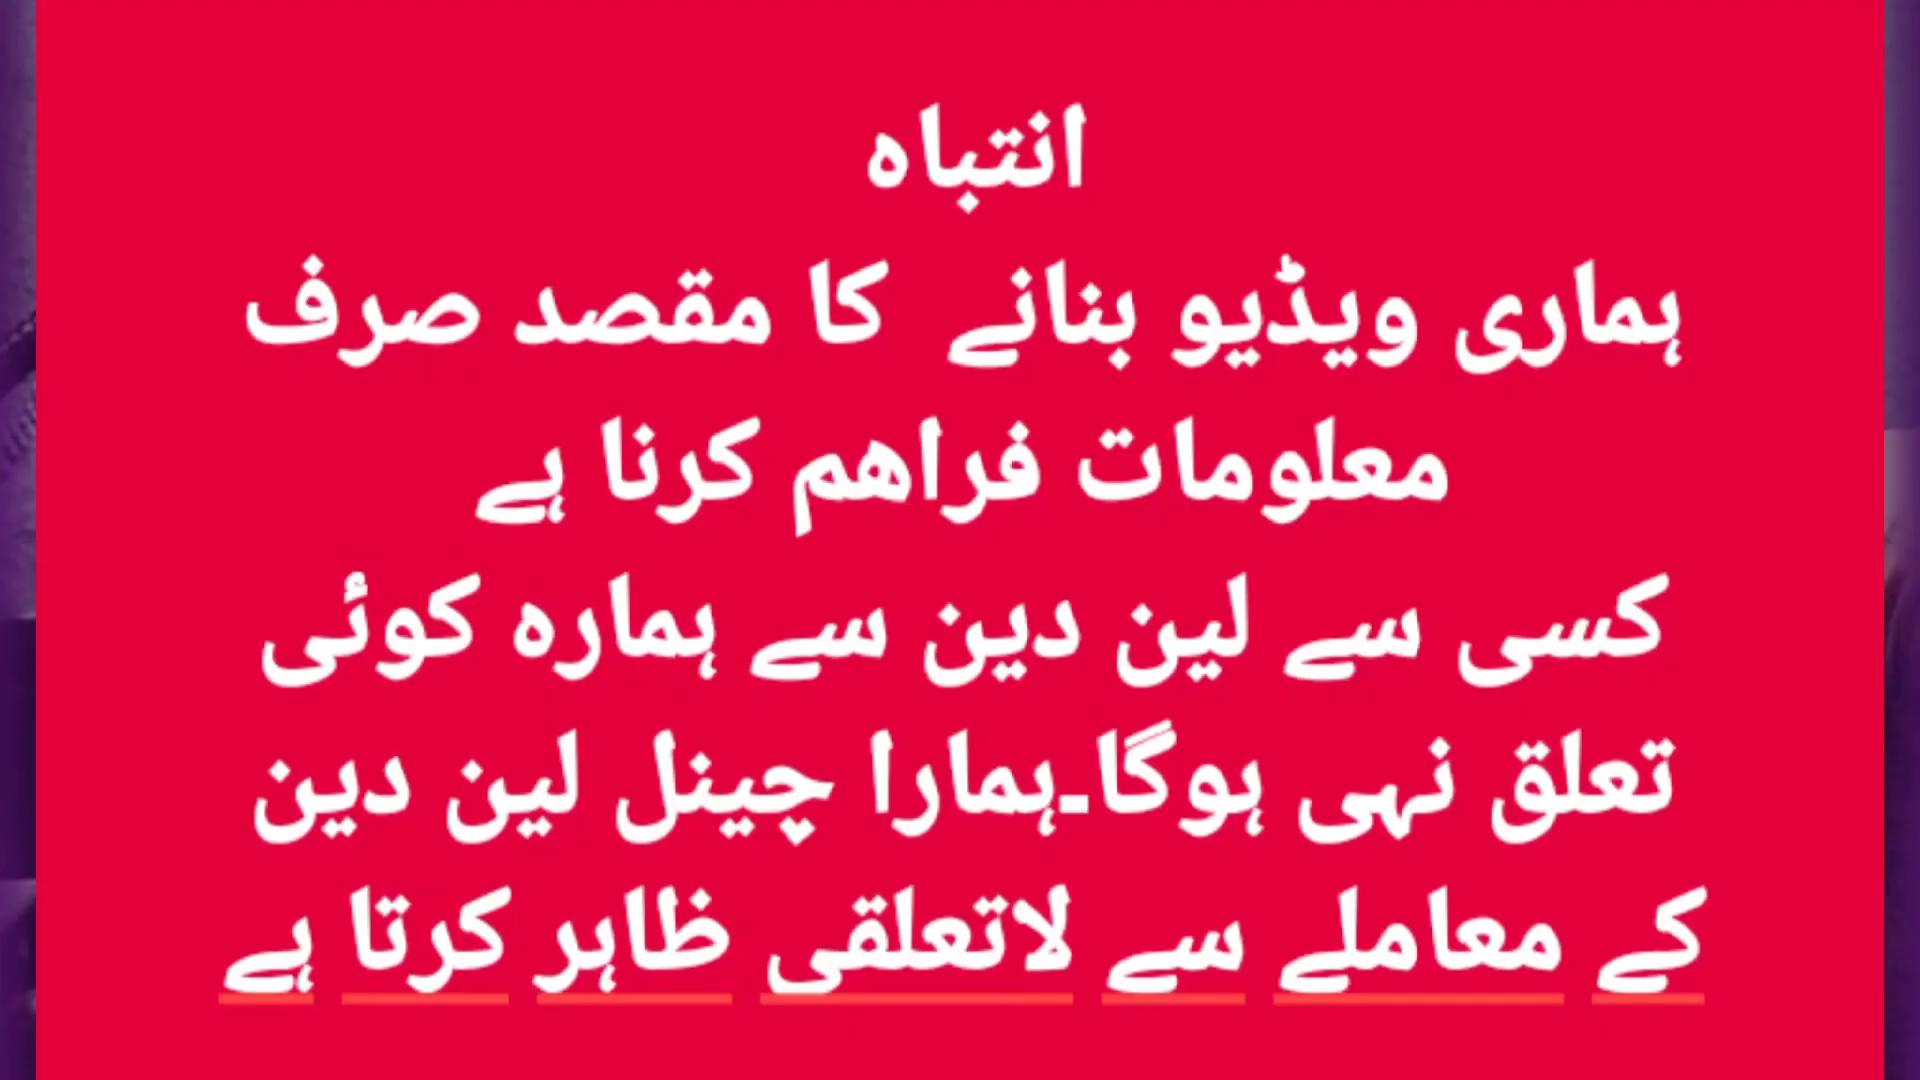 انتباہ
ہماری ویڈیو بنانے کا مقصد صرف
معلومات فراھم کرنا ہے
کسی سے لین دین سے ہمارہ کوئی
تعلق نہی ہوگا۔ہمارا چینل لین دین
کے معاملے سے لاتعلقی ظاہر کرتا ہے